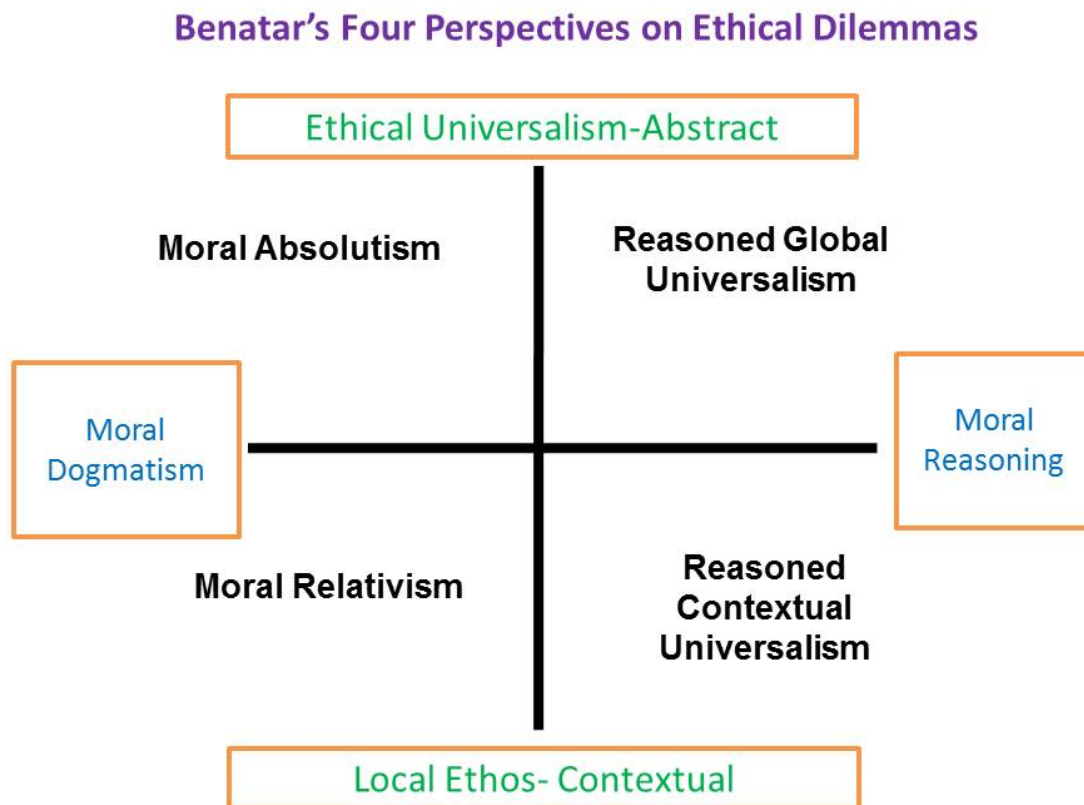 Benatar's Four Perspectives on Ethical Dilemmas
Ethical Universalism-Abstract
Moral Absolutism
Reasoned Global
Universalism
Moral
Dogmatism
Moral
Reasoning
Moral Relativism
Reasoned
Contextual
Universalism
Local Ethos- Contextual